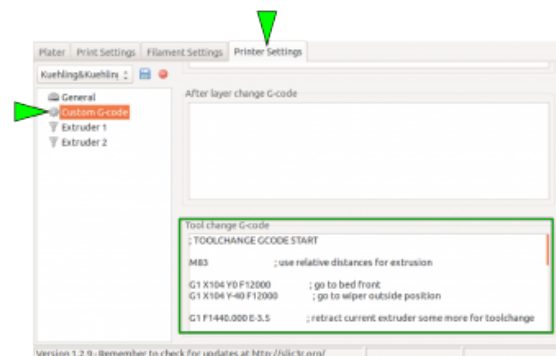 Plater Print Settings Filament Settings Printer Settings
Kuehling&Kuehling
General
Custom G-code
Extruder 1
Extruder 2
After layer change G-code
Tool change G-code
; TOOLCHANGE GCODE START
M83 ; use relative distances for extrusion
G1 X104 Y0 F12000 ; go to bed front
G1 X104 Y-40 F12000 ; go to wiper outside position
G1 F1440.000 E-3.5 ; retract current extruder some more for toolchange
Version 1.2.9 - Remember to check for updates at http://slic3r.org/